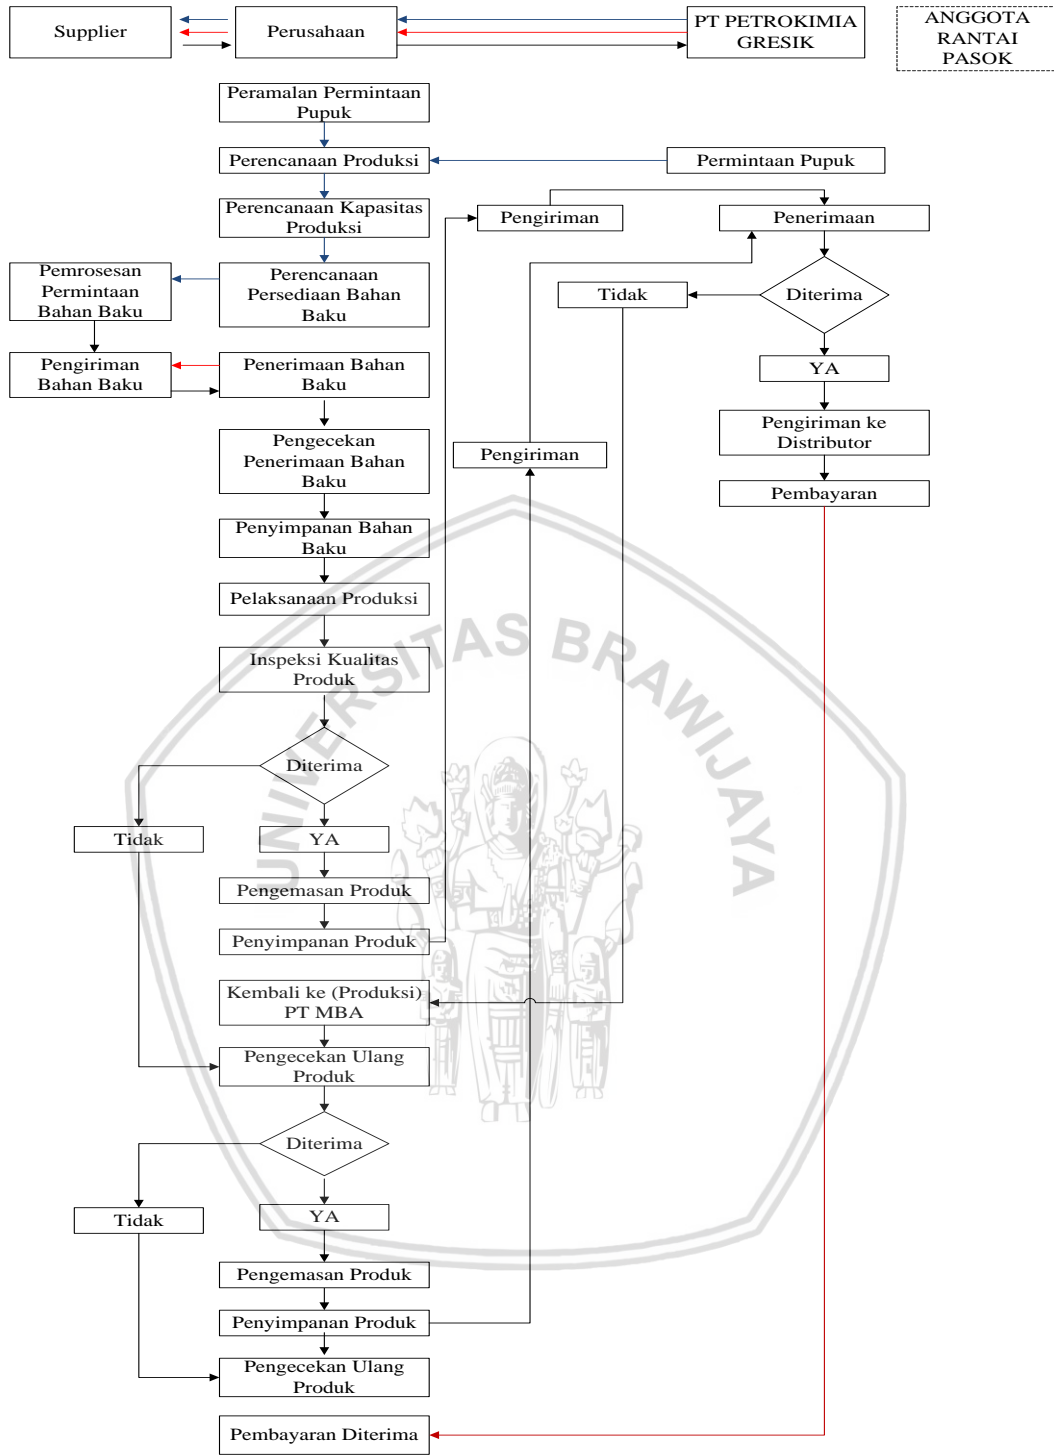 Supplier
Perusahaan
PT PETROKIMIA
GRESIK
ANGGOTA
RANTAI
PASOK
Peramalan Permintaan
Pupuk
Perencanaan Produksi
Permintaan Pupuk
Perencanaan Kapasitas
Produksi
Pengiriman
Penerimaan
Pemrosesan
Permintaan
Bahan Baku
Perencanaan
Persediaan Bahan
Baku
Tidak
Diterima
Pengiriman
Bahan Baku
Penerimaan Bahan
Baku
YA
Pengecekan
Penerimaan Bahan
Baku
Pengiriman
Pengiriman ke
Distributor
Pembayaran
Penyimpanan Bahan
Baku
Pelaksanaan Produksi
Inspeksi Kualitas
Produk
UNIVERSITAS BRAWIJAYA
Diterima
Tidak
YA
Pengemasan Produk
Penyimpanan Produk
Kembali ke (Produksi)
PT MBA
Pengecekan Ulang
Produk
Diterima
Tidak
YA
Pengemasan Produk
Penyimpanan Produk
Pengecekan Ulang
Produk
Pembayaran Diterima